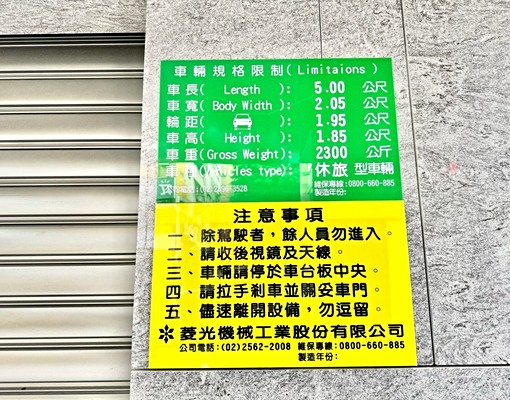 車輛規格限制( Limitaions )
車長( Length ): 5.00 公尺
車寬( Body Width ): 2.05 公尺
輪距( ): 1.95 公尺
車高( Height ): 1.85 公尺
車重(Gross Weight): 2300 公斤
車 (Vehicles type): 休旅 型車輛
電話:(02) 3528 維保專線:0800-660-885
製造年份:
注意事項
一、除駕駛者，餘人員勿進入。
二、請收後視鏡及天線。
三、車輛請停於車台板中央。
四、請拉手剎車並關妥車門。
五、儘速離開設備，勿逗留。
菱光機械工業股份有限公司
公司電話:(02)2562-2008 維保專線:0800-660-885
製造年份: